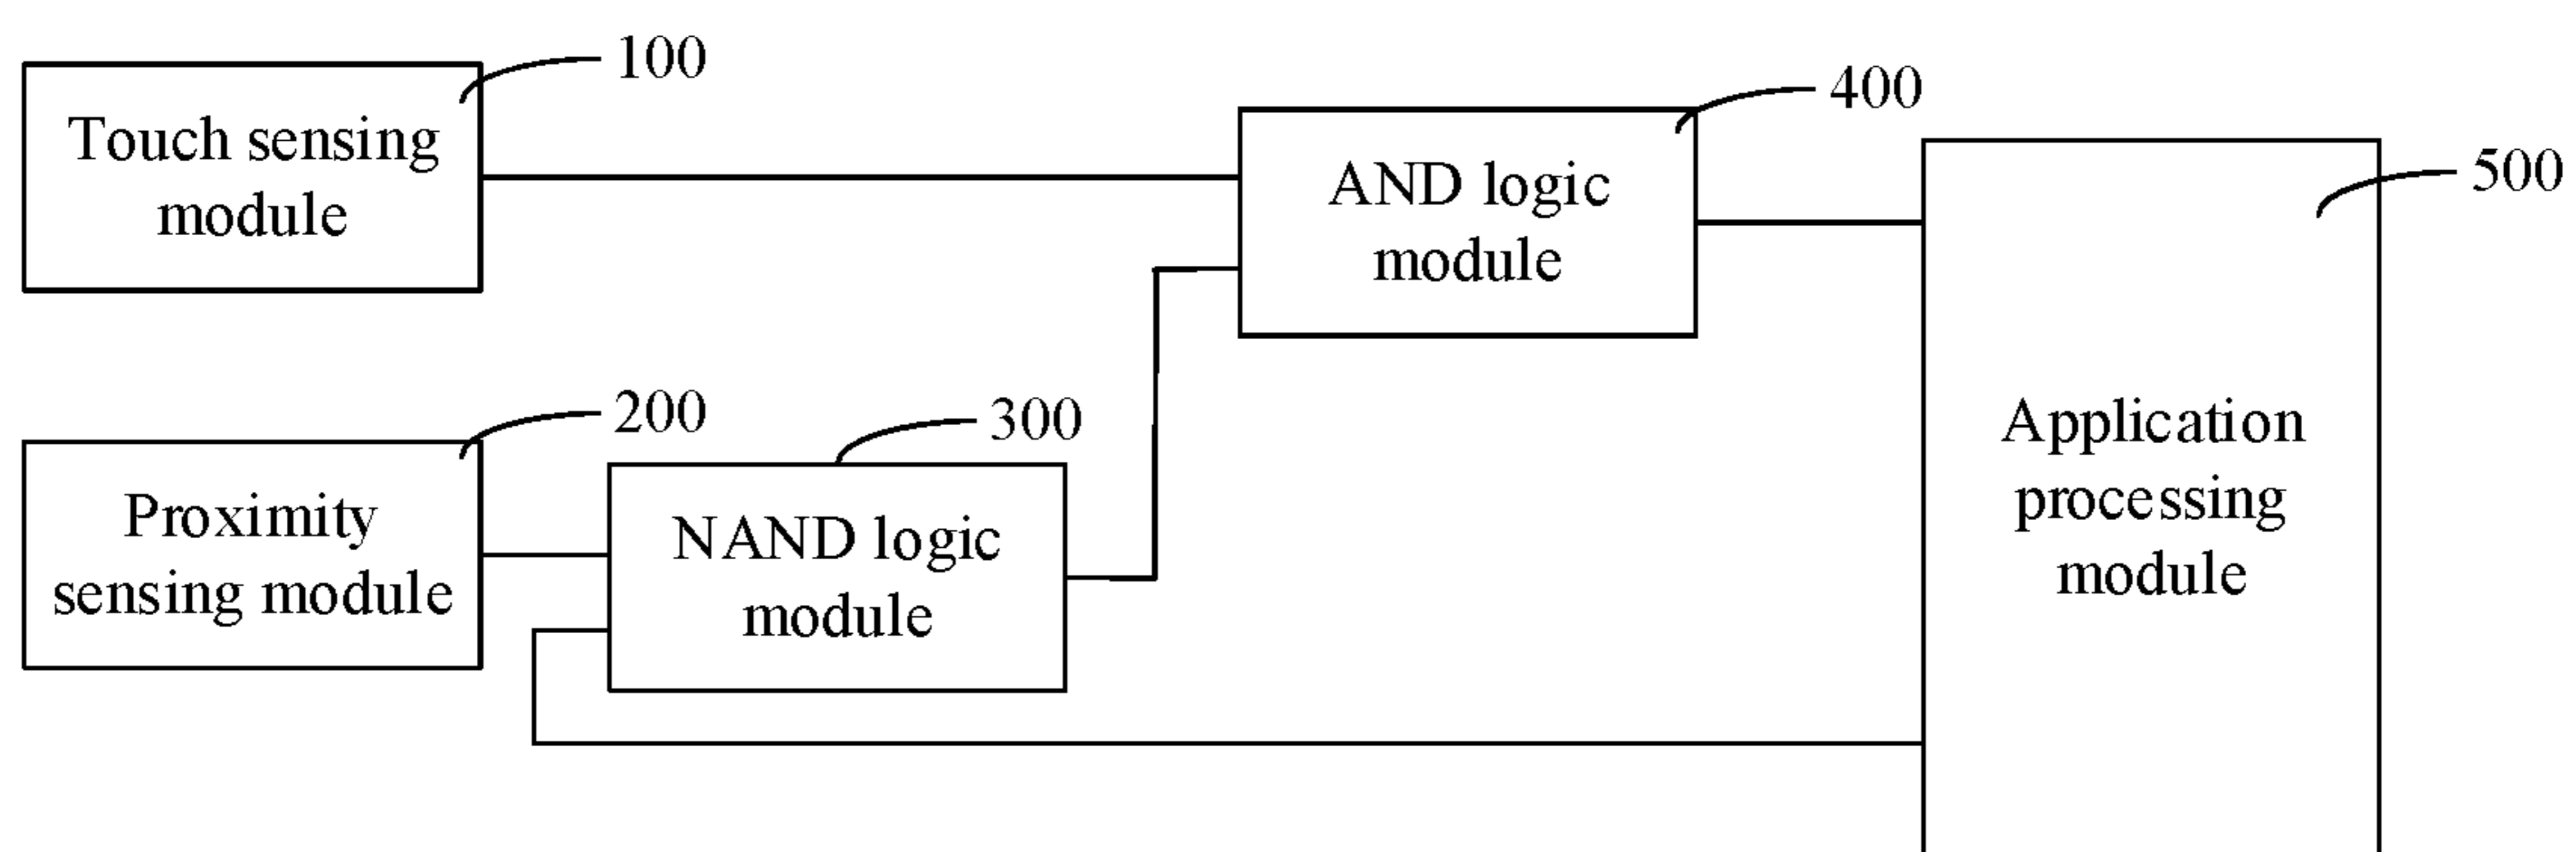 100
Touch sensing
module
400
AND logic
module
500
200
Proximity
sensing module
300
NAND logic
module
Application
processing
module